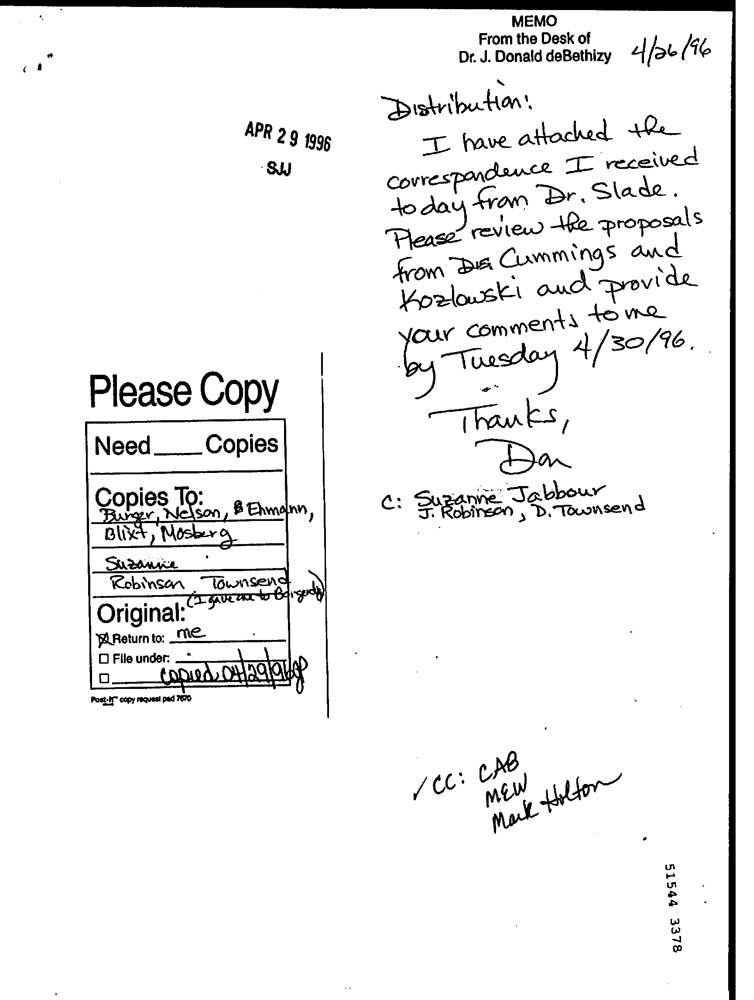 MEMO
From the Desk of
Dr. J. Donald deBethizy 4/26/96
Distribution:
I have attached the
correspondence I received
today from Dr. Slade.
Please review the proposals
from Drs. Cummings and
Kozlowski and provide
your comments to me
by Tuesday 4/30/96.
Thanks,
Don
C: Suzanne Jabbour
J. Robinson, D. Townsend
APR 29 1996
SJJ
Please Copy
Need ____ Copies
Copies To:
Burger, Nelson, Ehmann,
Blixt, Mosberg
Suzanne
Robinson Townsend
(I gave one to
Original:
☒ Return to: me
☐ File under:
☐ copied 04/29/96
Post-It™ copy request pad 7670
✓ CC: CAB
MEW
Mark Holton
51544 3378